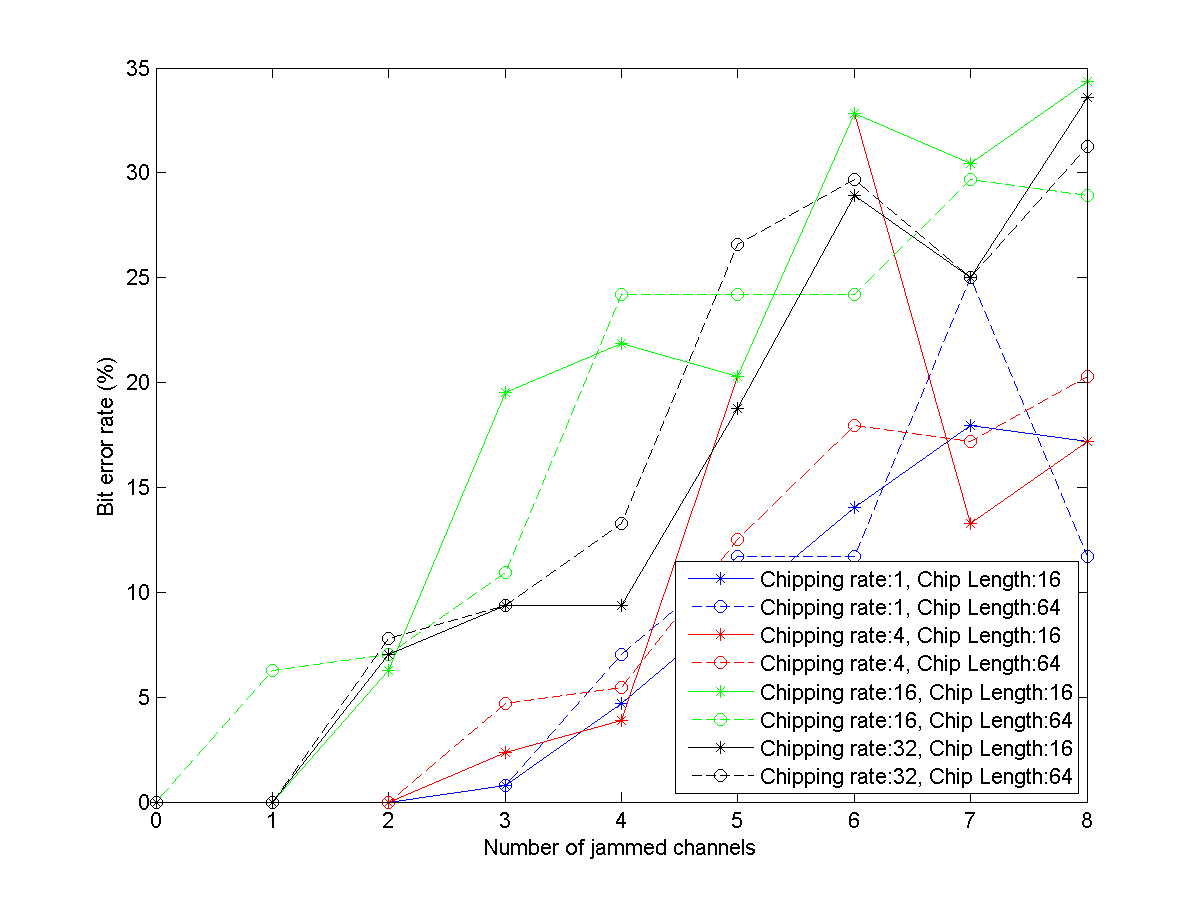 35
30
25
20
15
10
5
0
Bit error rate (%)
0 1 2 3 4 5 6 7 8
Number of jammed channels
Chipping rate:1, Chip Length:16
Chipping rate:1, Chip Length:64
Chipping rate:4, Chip Length:16
Chipping rate:4, Chip Length:64
Chipping rate:16, Chip Length:16
Chipping rate:16, Chip Length:64
Chipping rate:32, Chip Length:16
Chipping rate:32, Chip Length:64